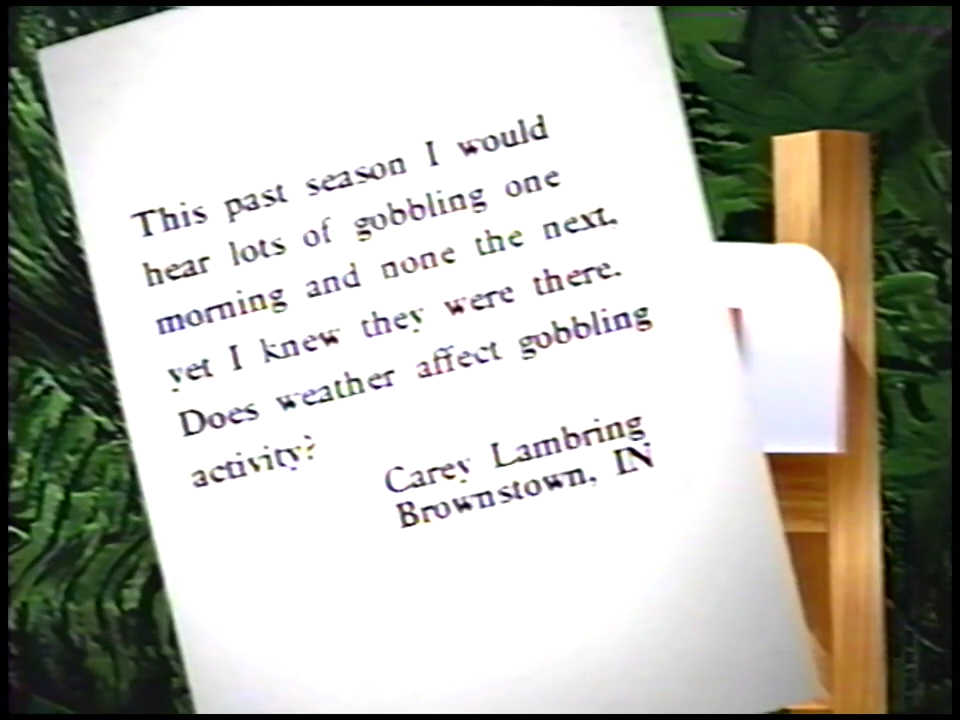 This past season I would
hear lots of gobbling one
morning and none the next,
yet I knew they were there.
Does weather affect gobbling
activity?
Carey Lambring
Brownstown, IN